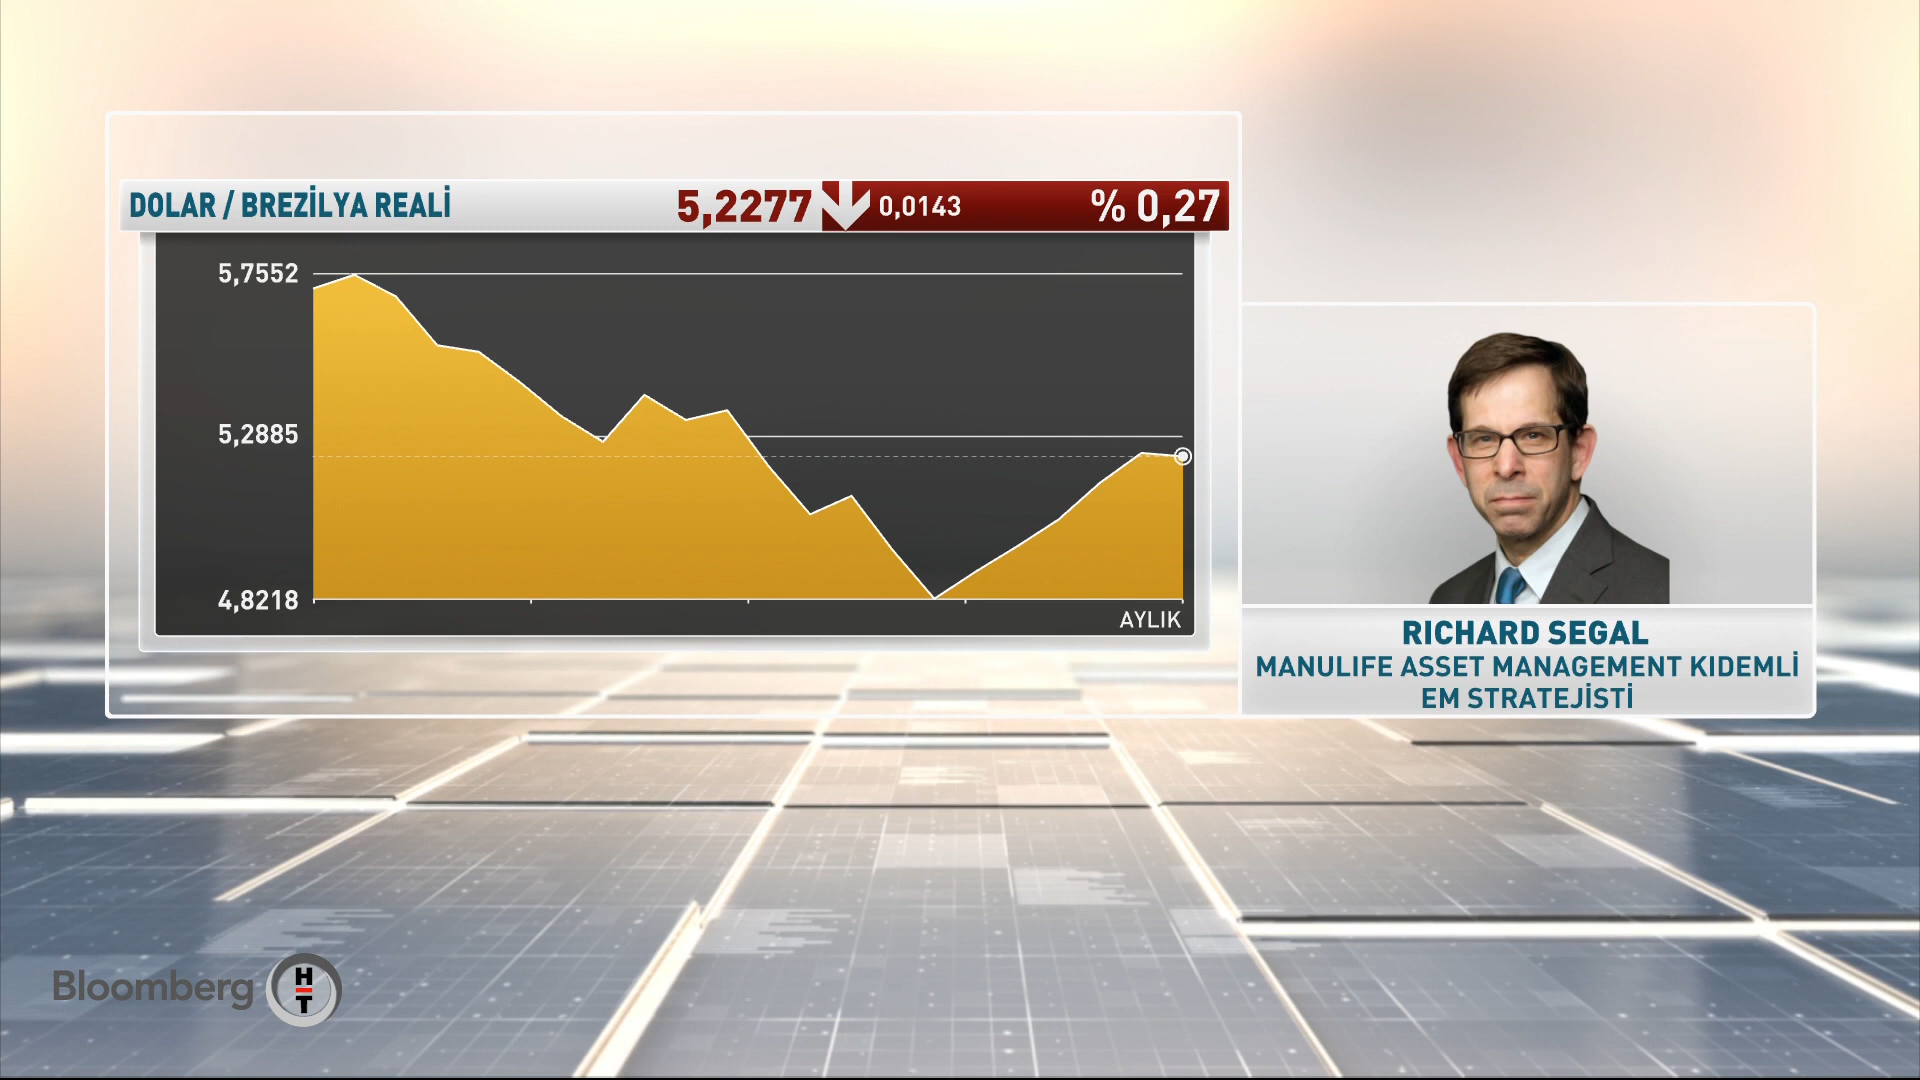 DOLAR / BREZİLYA REALİ 5,2277 0,0143 % 0,27
5,7552
5,2885
4,8218
AYLIK
RICHARD SEGAL
MANULIFE ASSET MANAGEMENT KIDEMLİ
EM STRATEJİSTİ
Bloomberg HT